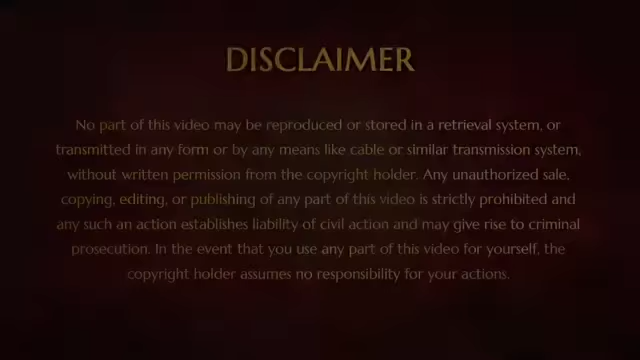 DISCLAIMER
No part of this video may be reproduced or stored in a retrieval system, or
transmitted in any form or by any means like cable or similar transmission system,
without written permission from the copyright holder. Any unauthorized sale,
copying, editing, or publishing of any part of this video is strictly prohibited and
any such an action establishes liability of civil action and may give rise to criminal
prosecution. In the event that you use any part of this video for yourself, the
copyright holder assumes no responsibility for your actions.